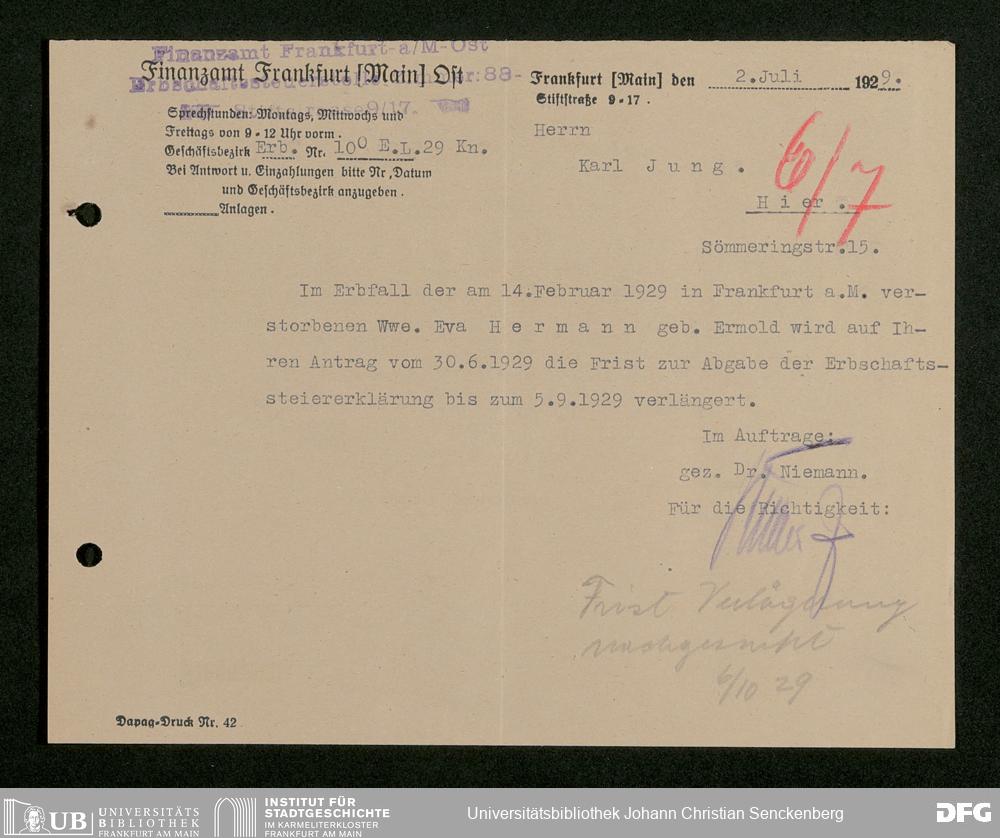 Finanzamt Frankfurt-a/M-Ost
Finanzamt Frankfurt [Main] Ost
Frankfurt [Main] den 2.Juli 1929.
Stiftstraße 9-17.
Sprechstunden: Montags, Mittwochs und
Freitags von 9-12 Uhr vorm.
Geschäftsbezirk Erb. Nr. 100 E.L.29 Kn.
Bei Antwort u. Einzahlungen bitte Nr, Datum
und Geschäftsbezirk anzugeben.
Anlagen.
Herrn
Karl Jung.
Hier.
6/7
Sömmeringstr.15.
Im Erbfall der am 14.Februar 1929 in Frankfurt a.M. ver-
storbenen Wwe. Eva Hermann geb. Ermold wird auf Ih-
ren Antrag vom 30.6.1929 die Frist zur Abgabe der Erbschafts-
steiererklärung bis zum 5.9.1929 verlängert.
Im Auftrage:
gez. Dr. Niemann.
Für die Richtigkeit:
Frist
6/10 29
Dapag-Druck Nr. 42
UB UNIVERSITÄTS
BIBLIOTHEK
FRANKFURT AM MAIN
INSTITUT FÜR
STADTGESCHICHTE
IM KARMELITERKLOSTER
FRANKFURT AM MAIN
Universitätsbibliothek Johann Christian Senckenberg
DFG